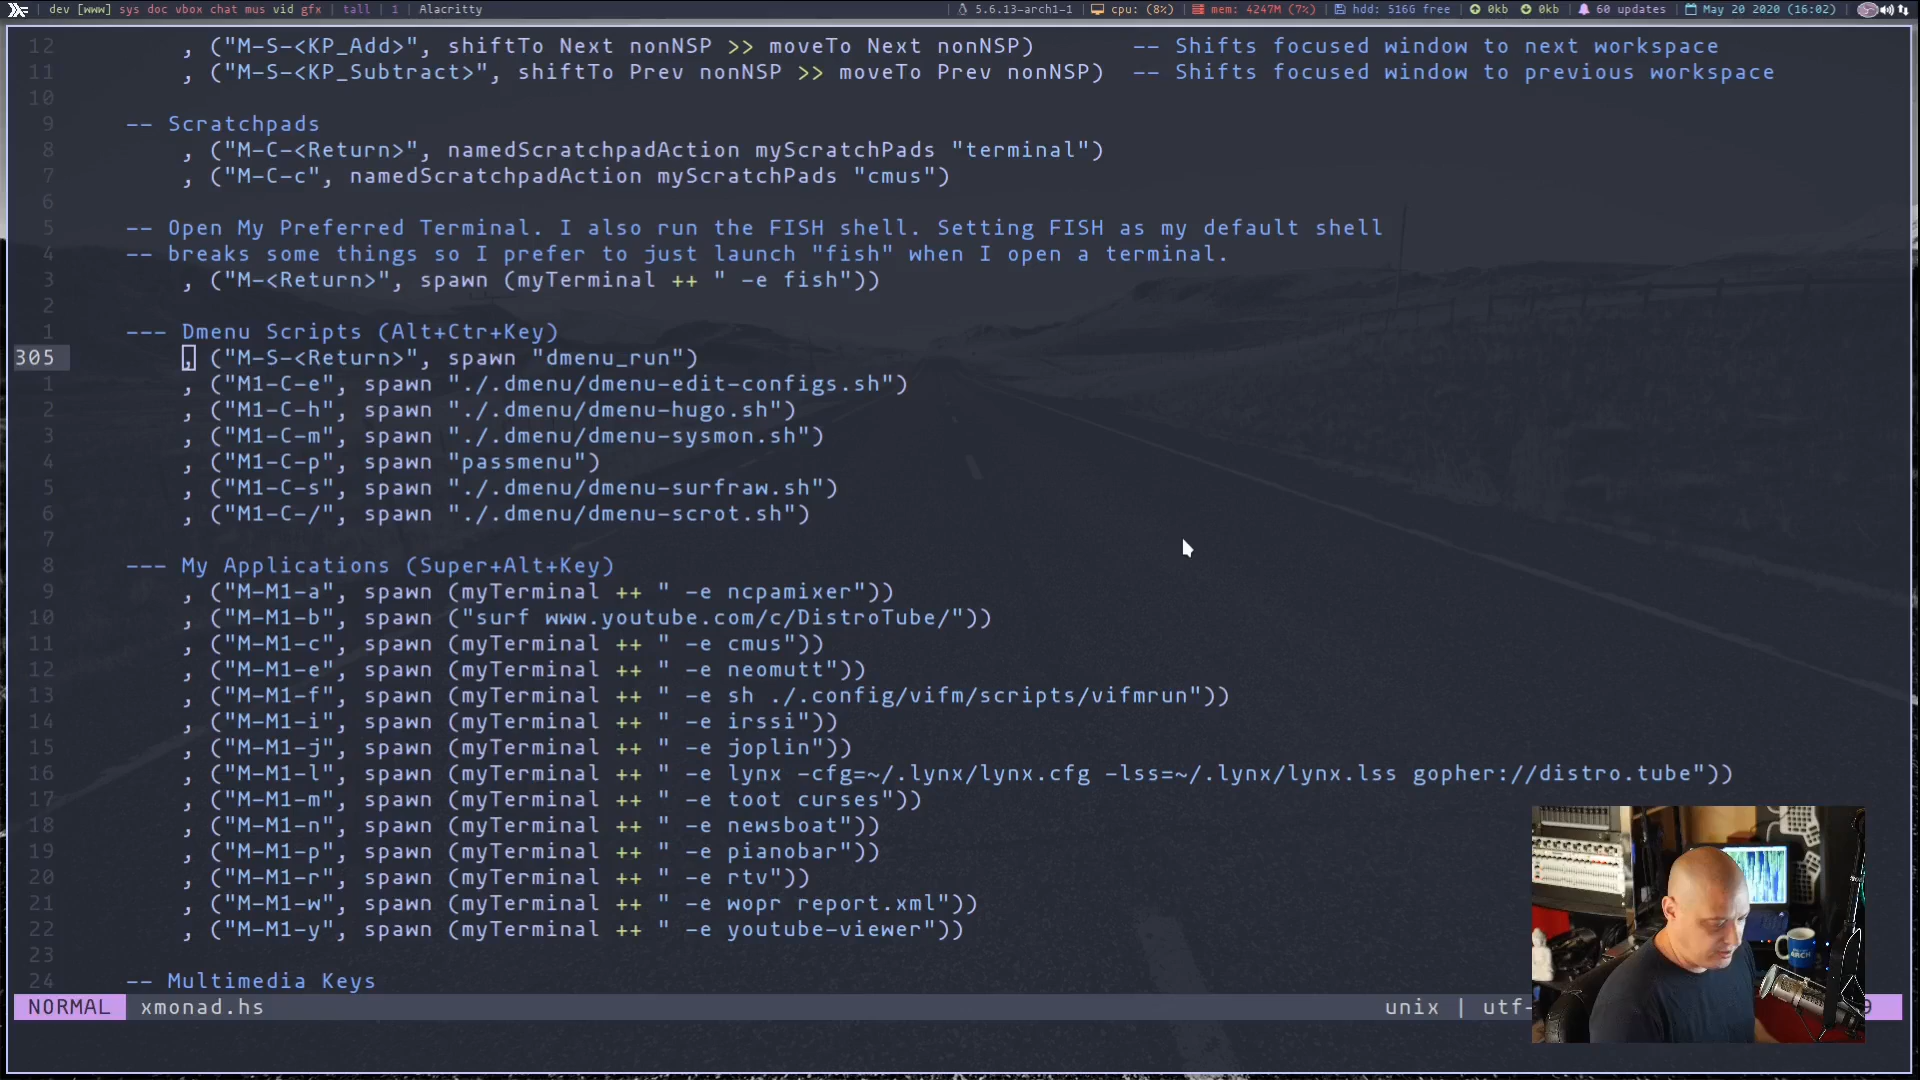 dev [www] sys doc vbox chat mus vid gfx | tall | 1 | Alacritty | 5.6.13-arch1-1 | cpu: (8%) | mem: 4247M (7%) | hdd: 516G free | 0kb 0kb | 60 updates | May 20 2020 (16:02) |
12 , ("M-S-<KP_Add>", shiftTo Next nonNSP >> moveTo Next nonNSP) -- Shifts focused window to next workspace
11 , ("M-S-<KP_Subtract>", shiftTo Prev nonNSP >> moveTo Prev nonNSP) -- Shifts focused window to previous workspace
10
9 -- Scratchpads
8 , ("M-C-<Return>", namedScratchpadAction myScratchPads "terminal")
7 , ("M-C-c", namedScratchpadAction myScratchPads "cmus")
6
5 -- Open My Preferred Terminal. I also run the FISH shell. Setting FISH as my default shell
4 -- breaks some things so I prefer to just launch "fish" when I open a terminal.
3 , ("M-<Return>", spawn (myTerminal ++ " -e fish"))
2
1 --- Dmenu Scripts (Alt+Ctr+Key)
305 , ("M-S-<Return>", spawn "dmenu_run")
1 , ("M1-C-e", spawn "./.dmenu/dmenu-edit-configs.sh")
2 , ("M1-C-h", spawn "./.dmenu/dmenu-hugo.sh")
3 , ("M1-C-m", spawn "./.dmenu/dmenu-sysmon.sh")
4 , ("M1-C-p", spawn "passmenu")
5 , ("M1-C-s", spawn "./.dmenu/dmenu-surfraw.sh")
6 , ("M1-C-/", spawn "./.dmenu/dmenu-scrot.sh")
7
8 --- My Applications (Super+Alt+Key)
9 , ("M-M1-a", spawn (myTerminal ++ " -e ncpamixer"))
10 , ("M-M1-b", spawn ("surf www.youtube.com/c/DistroTube/"))
11 , ("M-M1-c", spawn (myTerminal ++ " -e cmus"))
12 , ("M-M1-e", spawn (myTerminal ++ " -e neomutt"))
13 , ("M-M1-f", spawn (myTerminal ++ " -e sh ./.config/vifm/scripts/vifmrun"))
14 , ("M-M1-i", spawn (myTerminal ++ " -e irssi"))
15 , ("M-M1-j", spawn (myTerminal ++ " -e joplin"))
16 , ("M-M1-l", spawn (myTerminal ++ " -e lynx -cfg=~/.lynx/lynx.cfg -lss=~/.lynx/lynx.lss gopher://distro.tube"))
17 , ("M-M1-m", spawn (myTerminal ++ " -e toot curses"))
18 , ("M-M1-n", spawn (myTerminal ++ " -e newsboat"))
19 , ("M-M1-p", spawn (myTerminal ++ " -e pianobar"))
20 , ("M-M1-r", spawn (myTerminal ++ " -e rtv"))
21 , ("M-M1-w", spawn (myTerminal ++ " -e wopr report.xml"))
22 , ("M-M1-y", spawn (myTerminal ++ " -e youtube-viewer"))
23
24 -- Multimedia Keys
NORMAL xmonad.hs unix | utf-